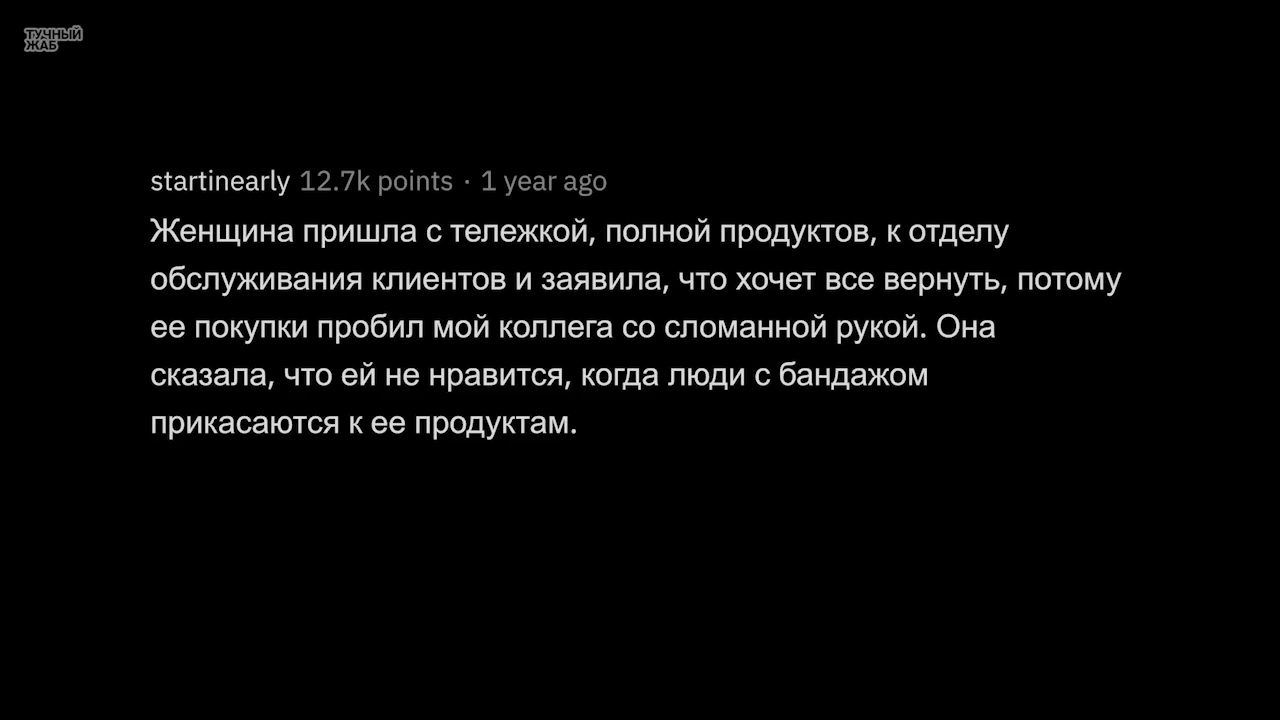 ТУЧНЫЙ
ЖАБ
startinearly 12.7k points · 1 year ago
Женщина пришла с тележкой, полной продуктов, к отделу
обслуживания клиентов и заявила, что хочет все вернуть, потому
ее покупки пробил мой коллега со сломанной рукой. Она
сказала, что ей не нравится, когда люди с бандажом
прикасаются к ее продуктам.